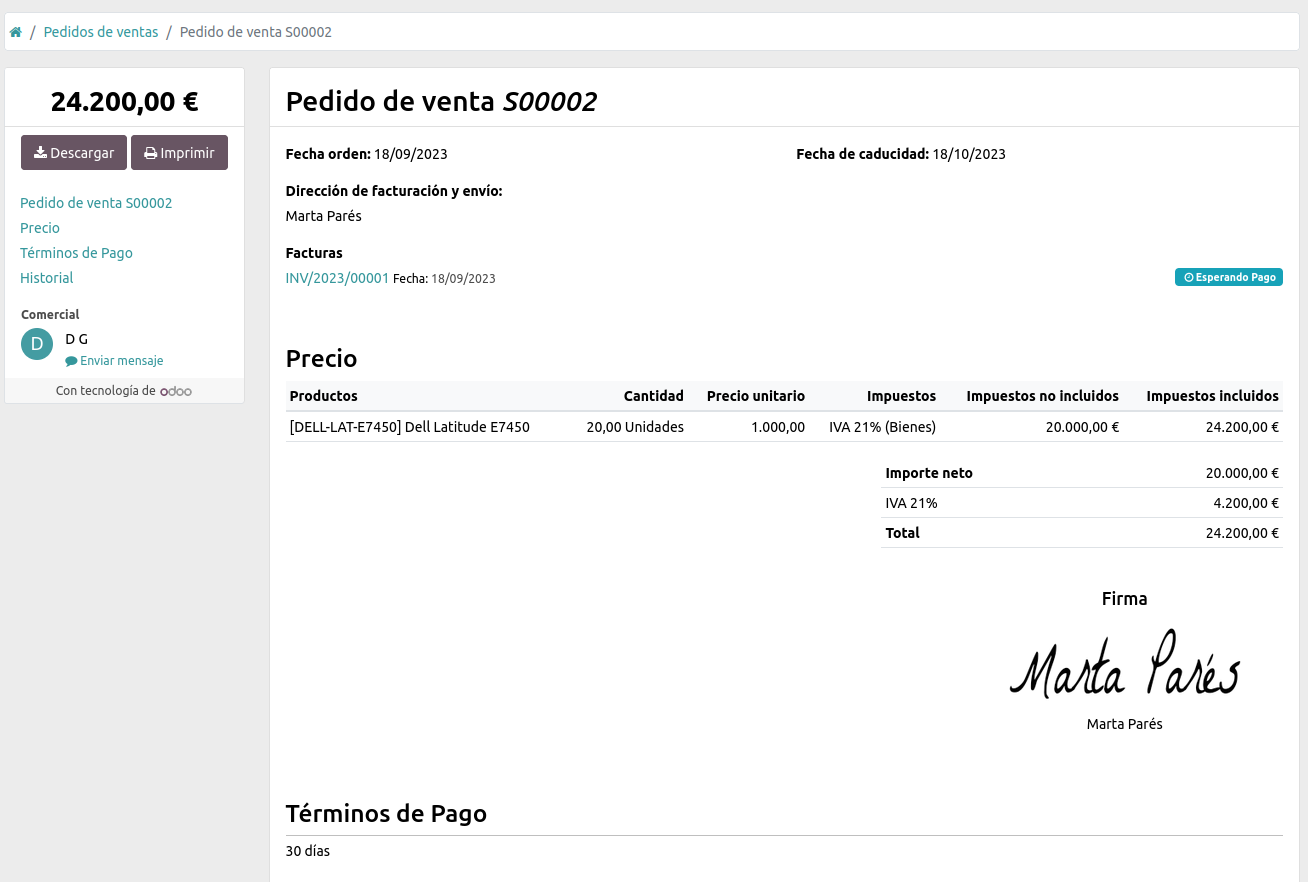 / Pedidos de ventas / Pedido de venta S00002
24.200,00 €
Descargar Imprimir
Pedido de venta S00002
Precio
Términos de Pago
Historial
Comercial
D D G
Enviar mensaje
Con tecnología de odoo
Pedido de venta S00002
Fecha orden: 18/09/2023 Fecha de caducidad: 18/10/2023
Dirección de facturación y envío:
Marta Parés
Facturas
INV/2023/00001 Fecha: 18/09/2023 Esperando Pago
Precio
Productos Cantidad Precio unitario Impuestos Impuestos no incluidos Impuestos incluidos
[DELL-LAT-E7450] Dell Latitude E7450 20,00 Unidades 1.000,00 IVA 21% (Bienes) 20.000,00 € 24.200,00 €
Importe neto 20.000,00 €
IVA 21% 4.200,00 €
Total 24.200,00 €
Firma
Marta Parés
Marta Parés
Términos de Pago
30 días